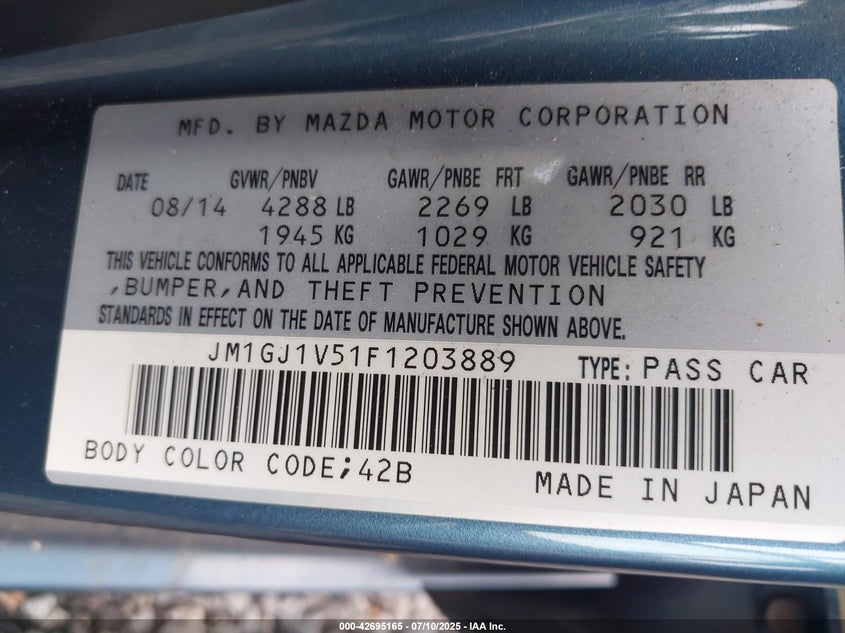 MFD. BY MAZDA MOTOR CORPORATION
DATE GVWR/PNBV GAWR/PNBE FRT GAWR/PNBE RR
08/14 4288 LB 2269 LB 2030 LB
1945 KG 1029 KG 921 KG
THIS VEHICLE CONFORMS TO ALL APPLICABLE FEDERAL MOTOR VEHICLE SAFETY
,BUMPER,AND THEFT PREVENTION
STANDARDS IN EFFECT ON THE DATE OF MANUFACTURE SHOWN ABOVE.
JM1GJ1V51F1203889 TYPE: PASS CAR
BODY COLOR CODE;42B
MADE IN JAPAN
000-42695165 - 07/10/2025 - IAA Inc.